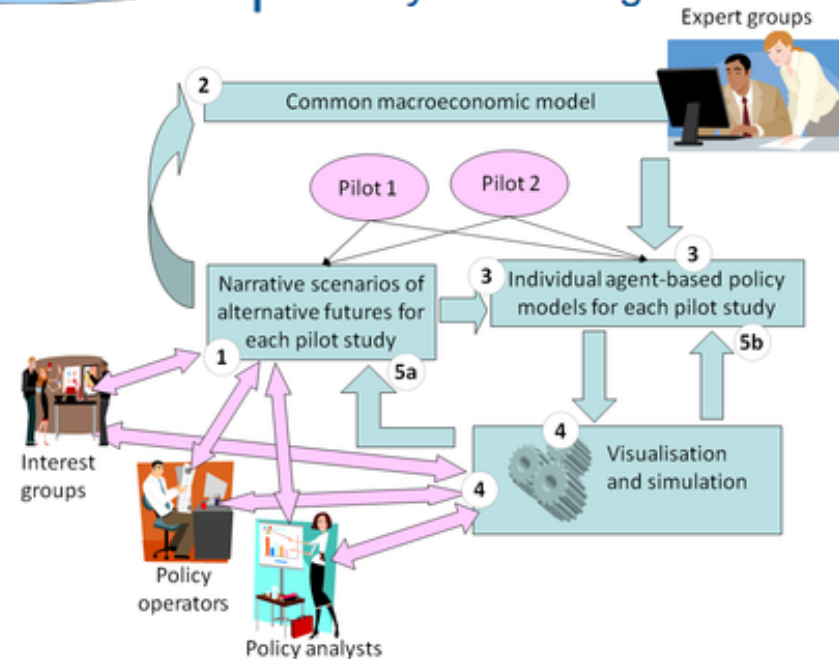 Expert groups
2
Common macroeconomic model
Pilot 1
Pilot 2
3
Narrative scenarios of
alternative futures for
each pilot study
3
Individual agent-based policy
models for each pilot study
1
5a
5b
4
Visualisation
and simulation
4
Interest
groups
Policy
operators
Policy analysts